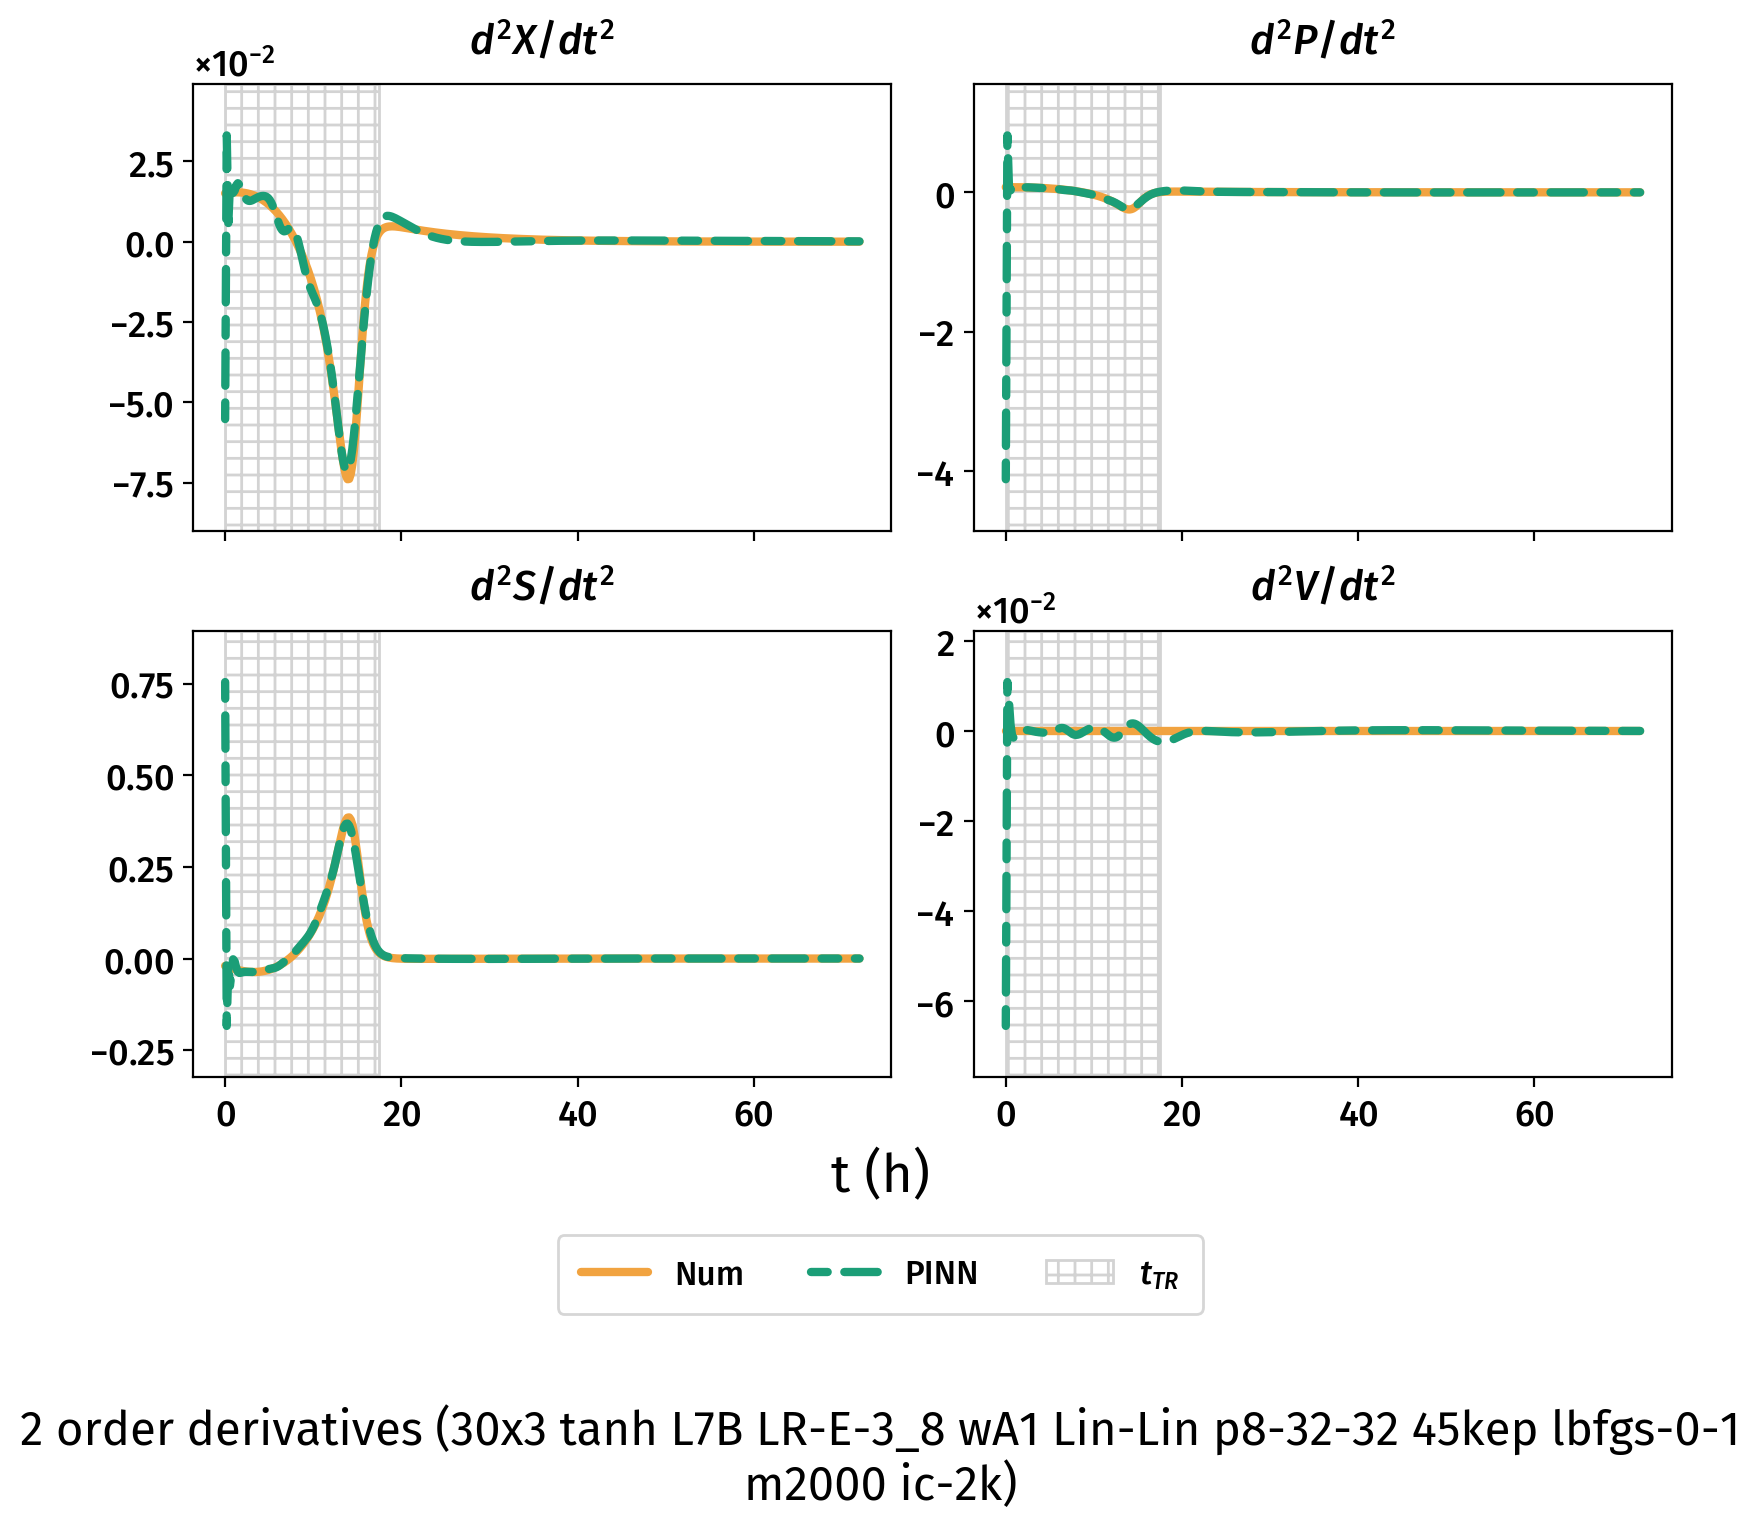 d²X/dt²
×10⁻²
2.5
0.0
−2.5
−5.0
−7.5
d²P/dt²
0
−2
−4
d²S/dt²
0.75
0.50
0.25
0.00
−0.25
0 20 40 60
d²V/dt²
×10⁻²
2
0
−2
−4
−6
0 20 40 60
t (h)
Num PINN t_TR
2 order derivatives (30x3 tanh L7B LR-E-3_8 wA1 Lin-Lin p8-32-32 45kep lbfgs-0-1
m2000 ic-2k)